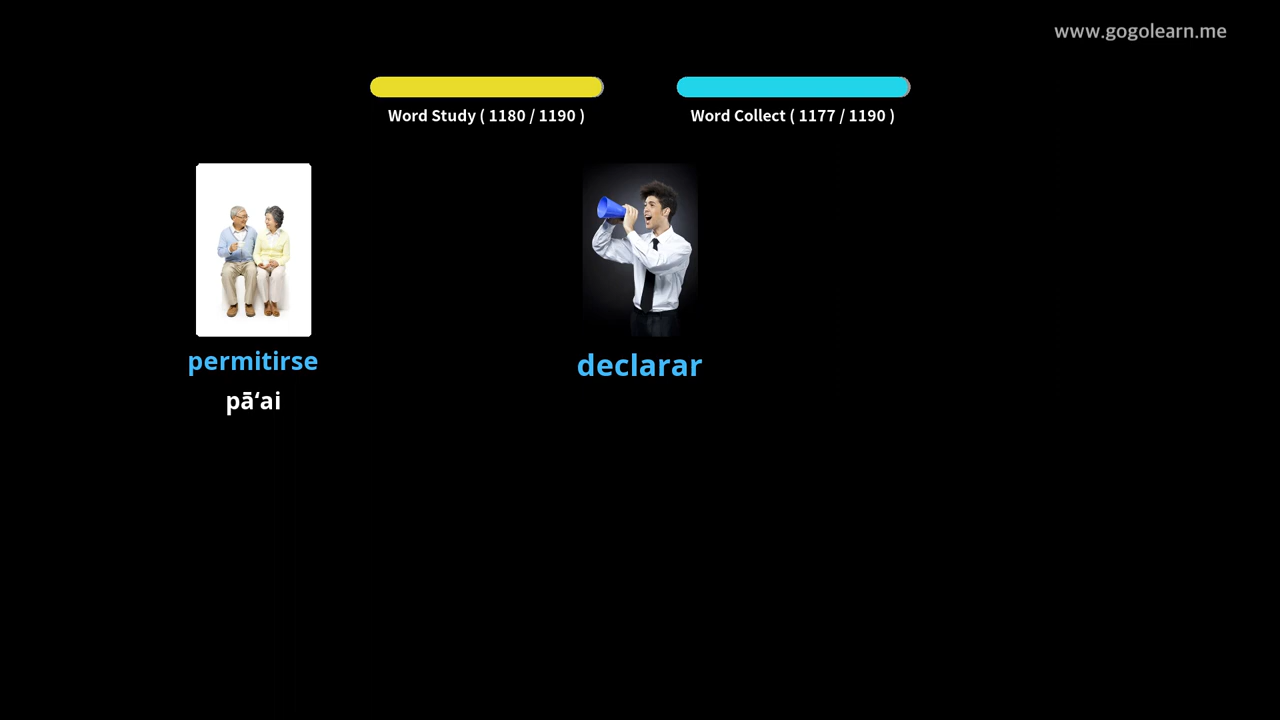 www.gogolearn.me
Word Study ( 1180 / 1190 )
Word Collect ( 1177 / 1190 )
permitirse
declarar
pāʻai